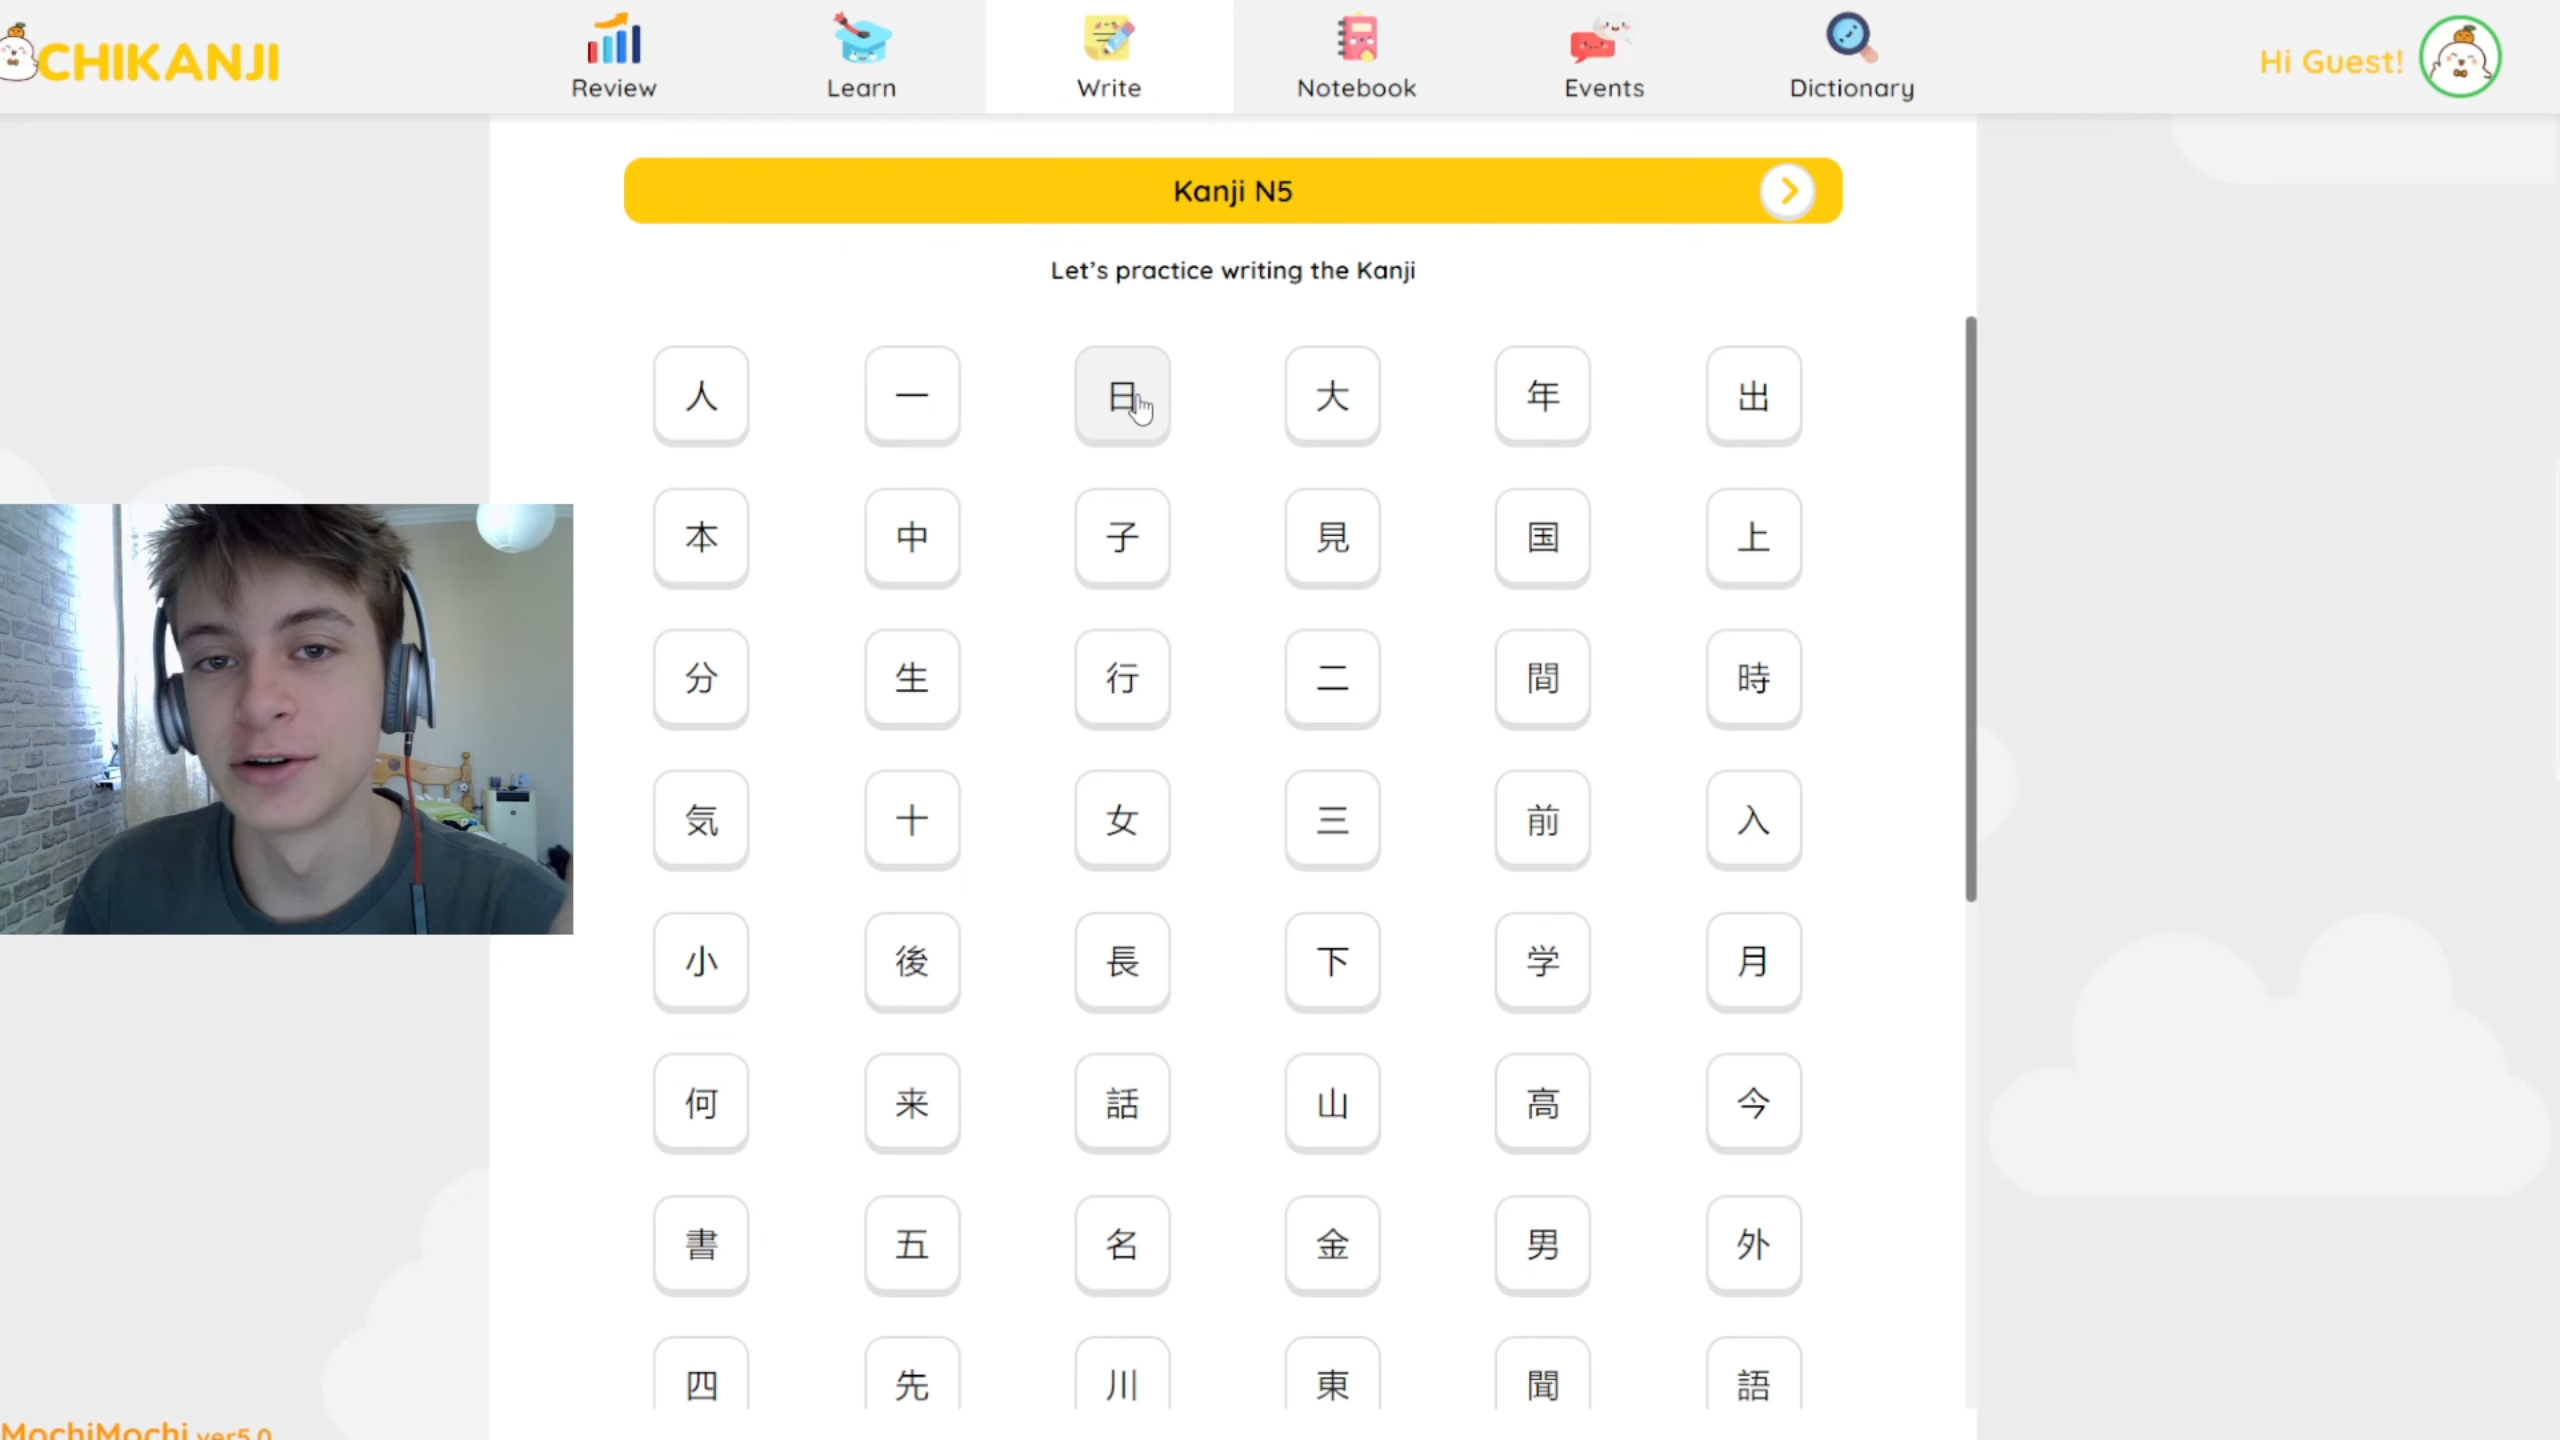 CHIKANJI
Review
Learn
Write
Notebook
Events
Dictionary
Hi Guest!
Kanji N5
Let's practice writing the Kanji
人 一 日 大 年 出
本 中 子 見 国 上
分 生 行 二 間 時
気 十 女 三 前 入
小 後 長 下 学 月
何 来 話 山 高 今
書 五 名 金 男 外
四 先 川 東 聞 語
MochiMochi ver5.0